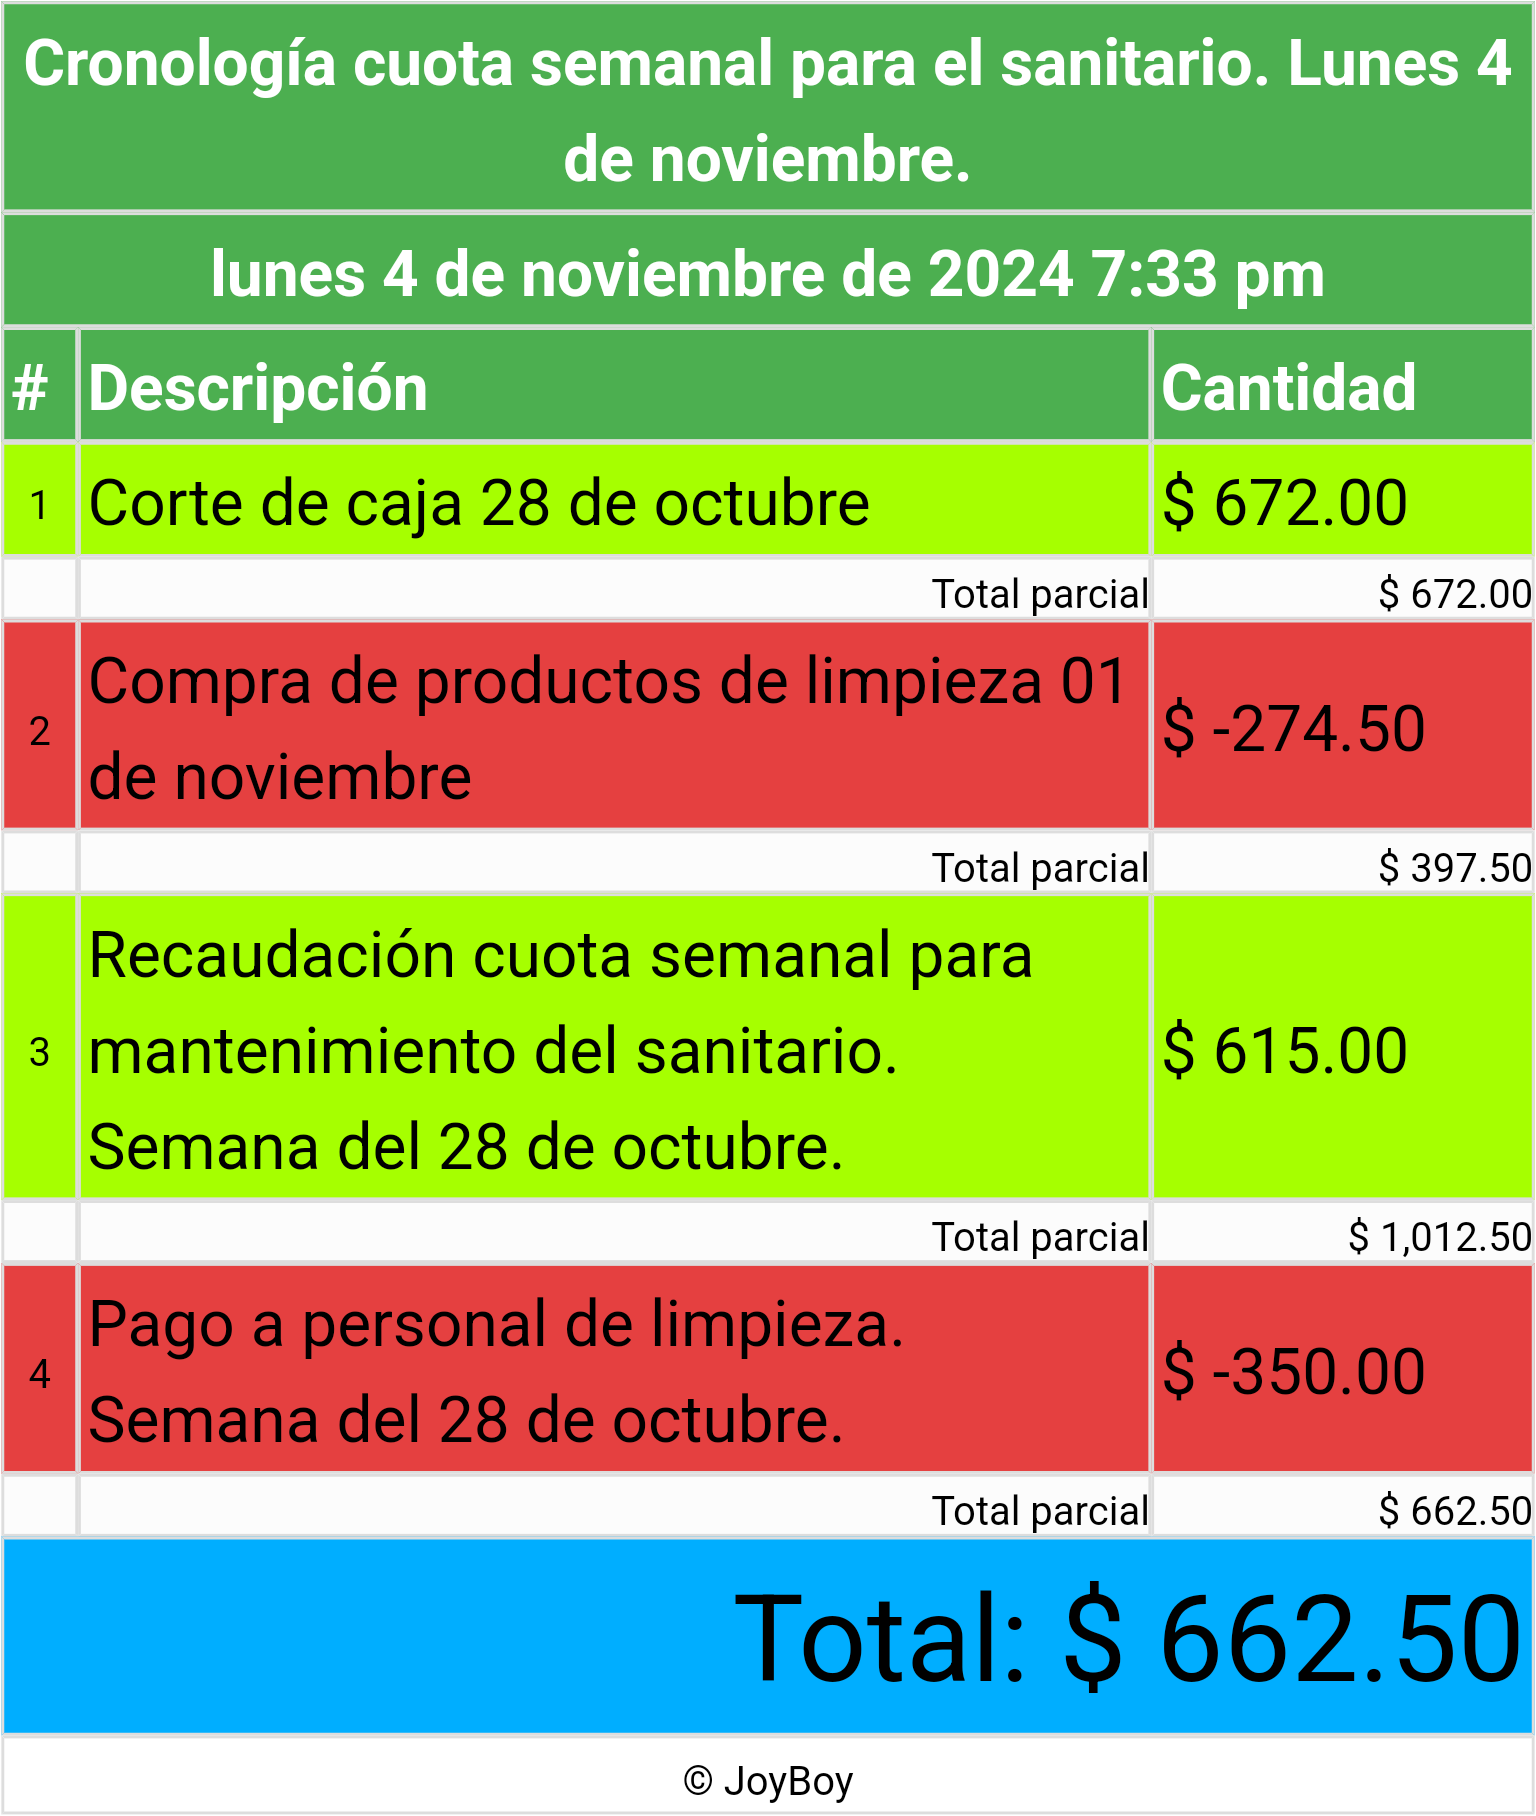 Cronología cuota semanal para el sanitario. Lunes 4
de noviembre.
lunes 4 de noviembre de 2024 7:33 pm
# Descripción Cantidad
1 Corte de caja 28 de octubre $ 672.00
Total parcial $ 672.00
Compra de productos de limpieza 01
2 $ -274.50
de noviembre
Total parcial $ 397.50
Recaudación cuota semanal para
3 mantenimiento del sanitario. $ 615.00
Semana del 28 de octubre.
Total parcial $ 1,012.50
Pago a personal de limpieza.
4 $ -350.00
Semana del 28 de octubre.
Total parcial $ 662.50
Total: $ 662.50
© JoyBoy